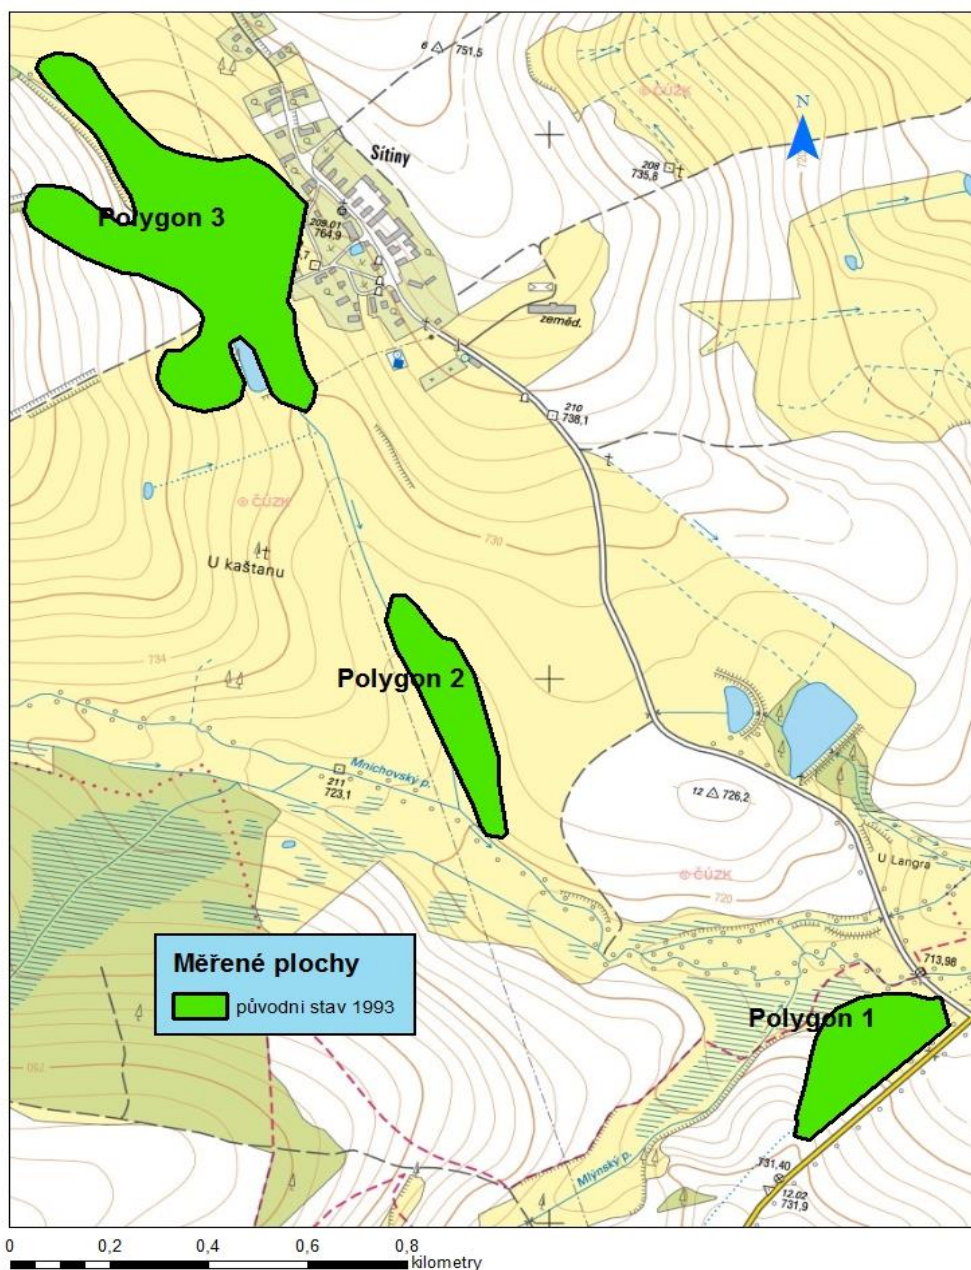 6 751,5
© ČÚZK
N
Sítiny
208
735,8
720
Polygon 3
209.01
764,9
zeměd.
210
738,1
© ČÚZK
730
U kaštanu
734
Polygon 2
Mnichovský p.
211
723,1
12 726,2
U Langra
© ČÚZK
720
Měřené plochy
původni stav 1993
713,98
Polygon 1
750
731,40
Mlýnský p.
12.02
731,9
0 0,2 0,4 0,6 0,8
kilometry